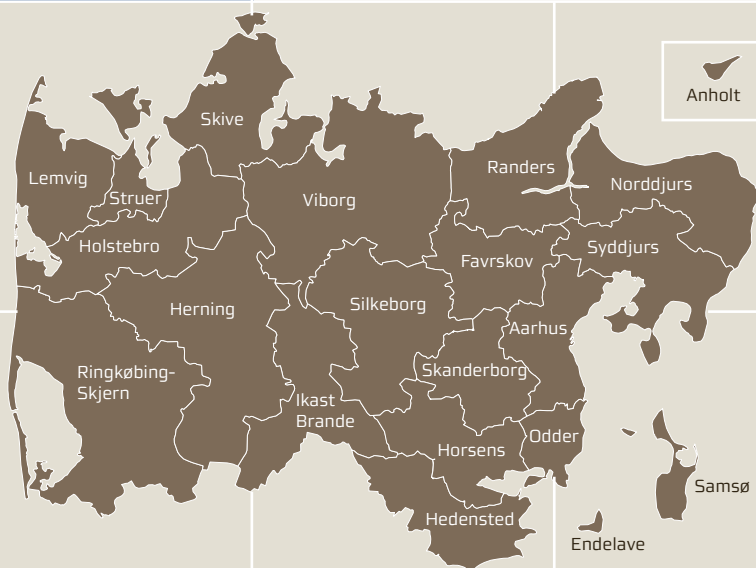 Anholt
Skive
Randers
Lemvig
Norddjurs
Struer
Viborg
Holstebro
Syddjurs
Favrskov
Silkeborg
Herning
Aarhus
Ringkøbing-
Skjern
Skanderborg
Ikast
Brande
Odder
Horsens
Samsø
Hedensted
Endelave